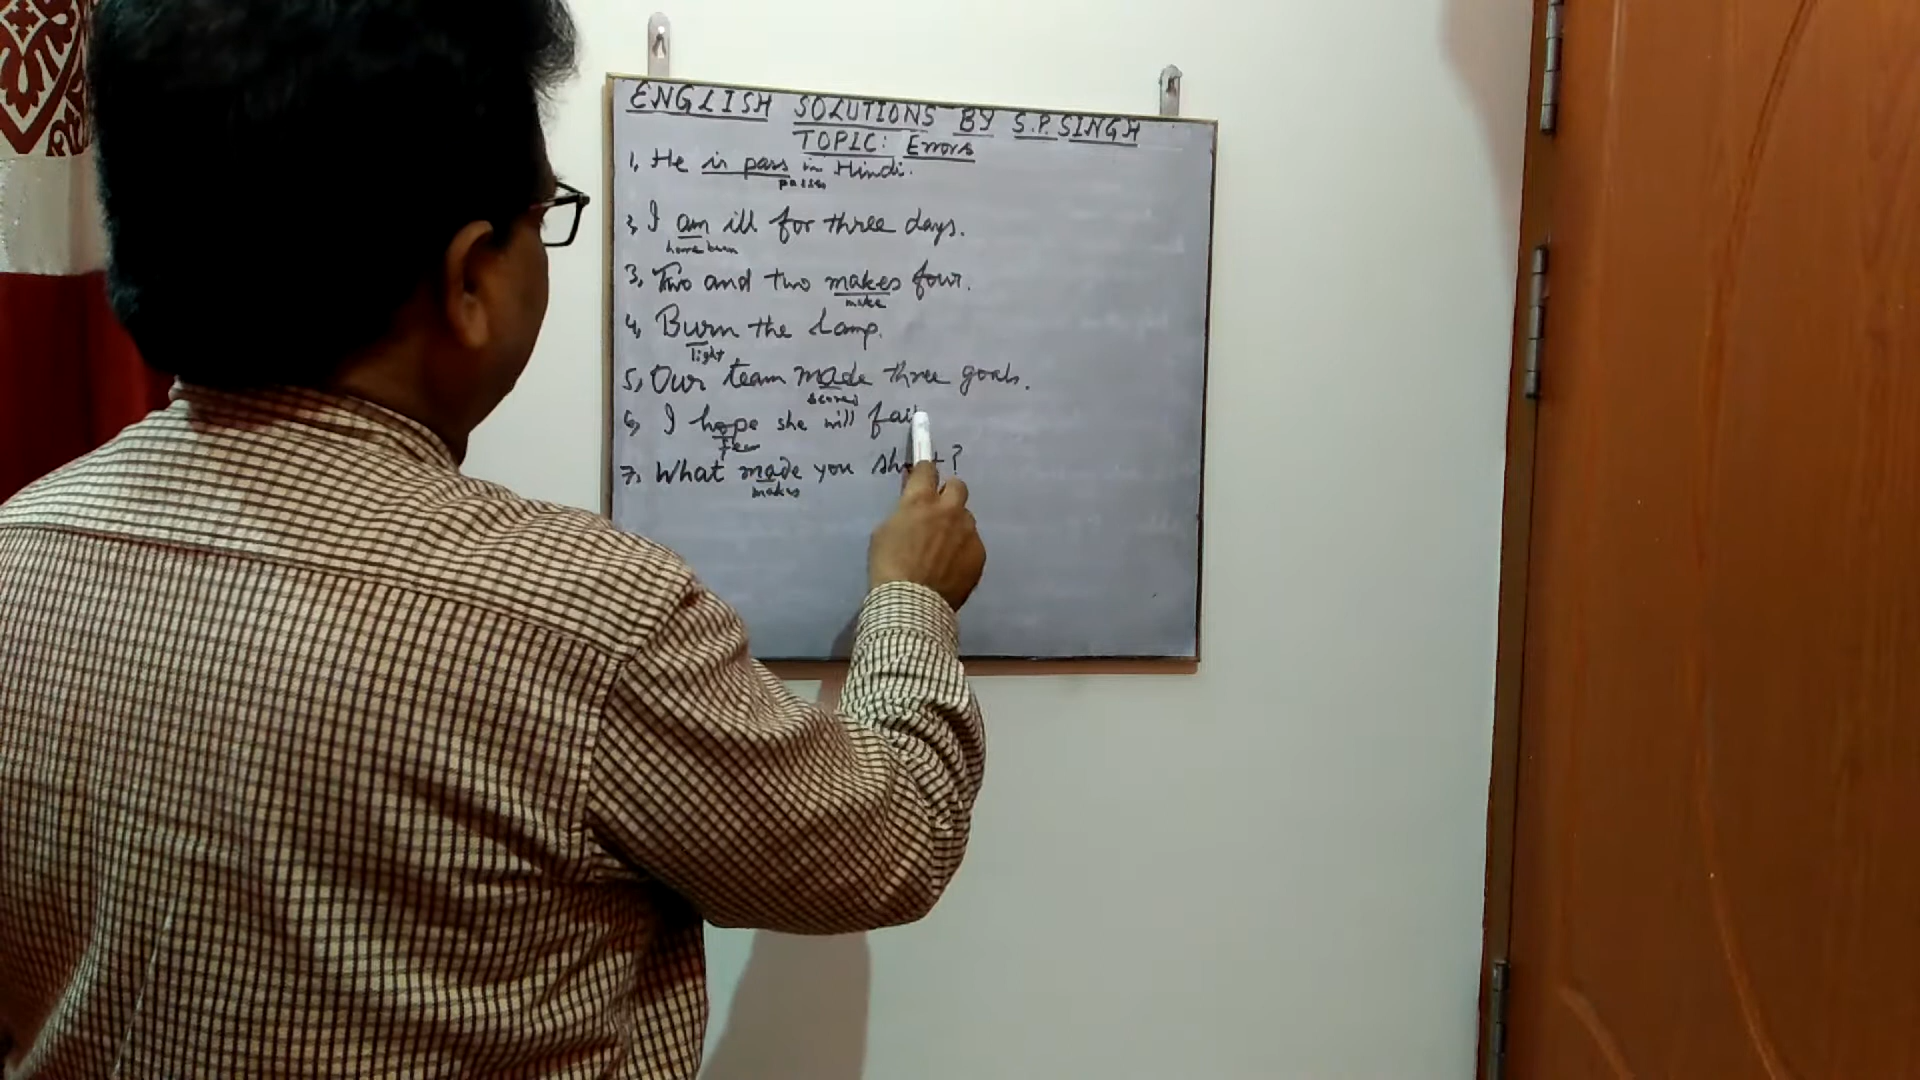 ENGLISH SOLUTIONS BY S.P. SINGH
TOPIC: Errors
1, He is pass in Hindi.
passes
2, I am ill for three days.
have been
3, Two and two makes four.
make
4, Burn the Lamp.
light
5, Our team made three goals.
scored
6, I hope she will fail
fear
7, What made you ?
makes